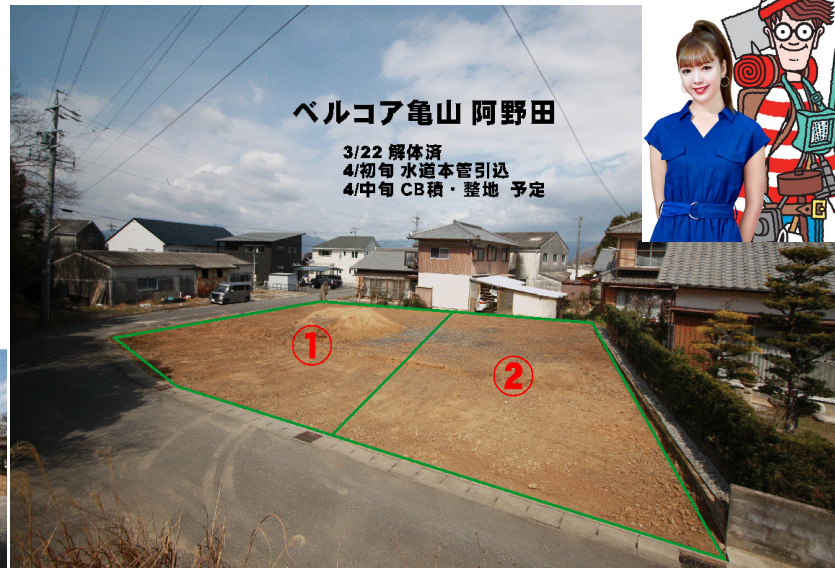 ベルコア亀山 阿野田
3/22 解体済
4/初旬 水道本管引込
4/中旬 CB積・整地 予定
①
②